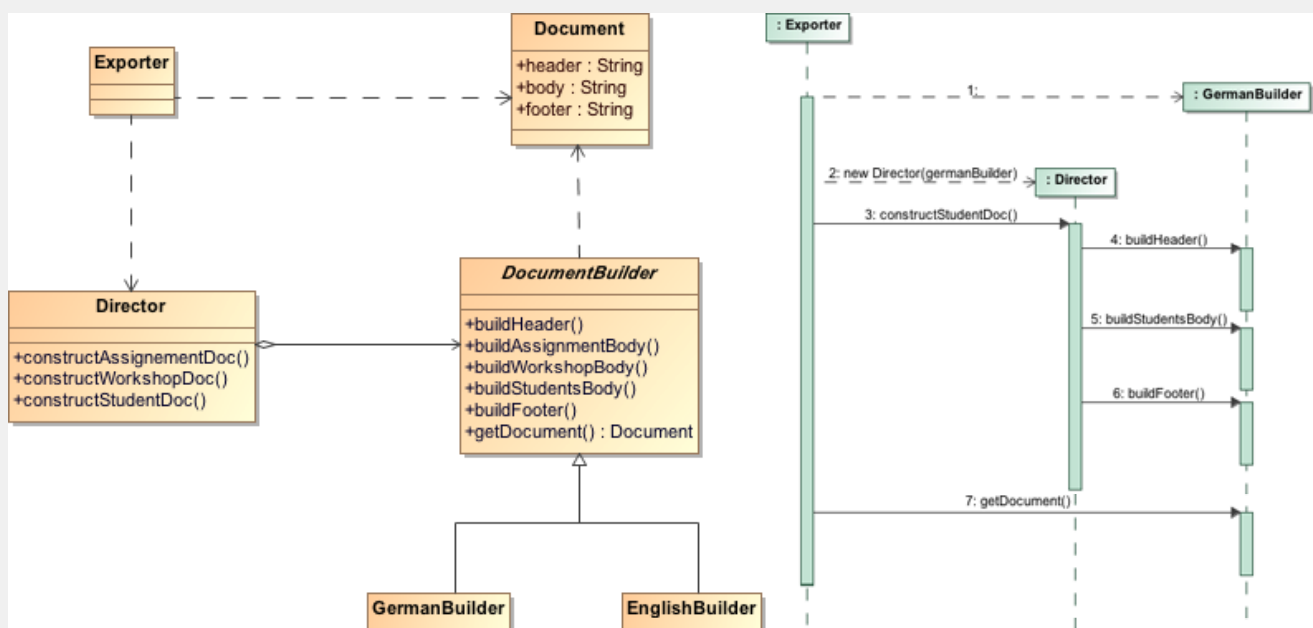 Document
+header : String
+body : String
+footer : String
Exporter
Director
+constructAssignementDoc()
+constructWorkshopDoc()
+constructStudentDoc()
DocumentBuilder
+buildHeader()
+buildAssignmentBody()
+buildWorkshopBody()
+buildStudentsBody()
+buildFooter()
+getDocument() : Document
GermanBuilder
EnglishBuilder
: Exporter
1:
: GermanBuilder
2: new Director(germanBuilder)
: Director
3: constructStudentDoc()
4: buildHeader()
5: buildStudentsBody()
6: buildFooter()
7: getDocument()